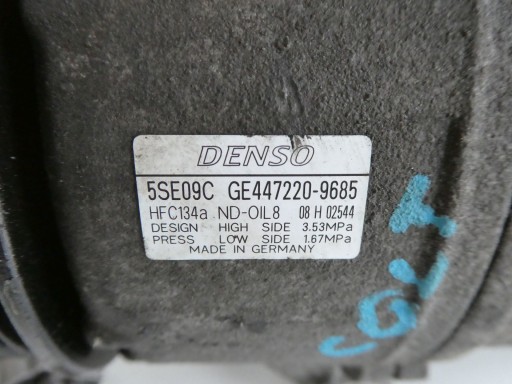 DENSO
5SE09C GE447220-9685
HFC134a ND-OIL8 08 H 02544
DESIGN HIGH SIDE 3.53MPa
PRESS LOW SIDE 1.67MPa
MADE IN GERMANY
COLT